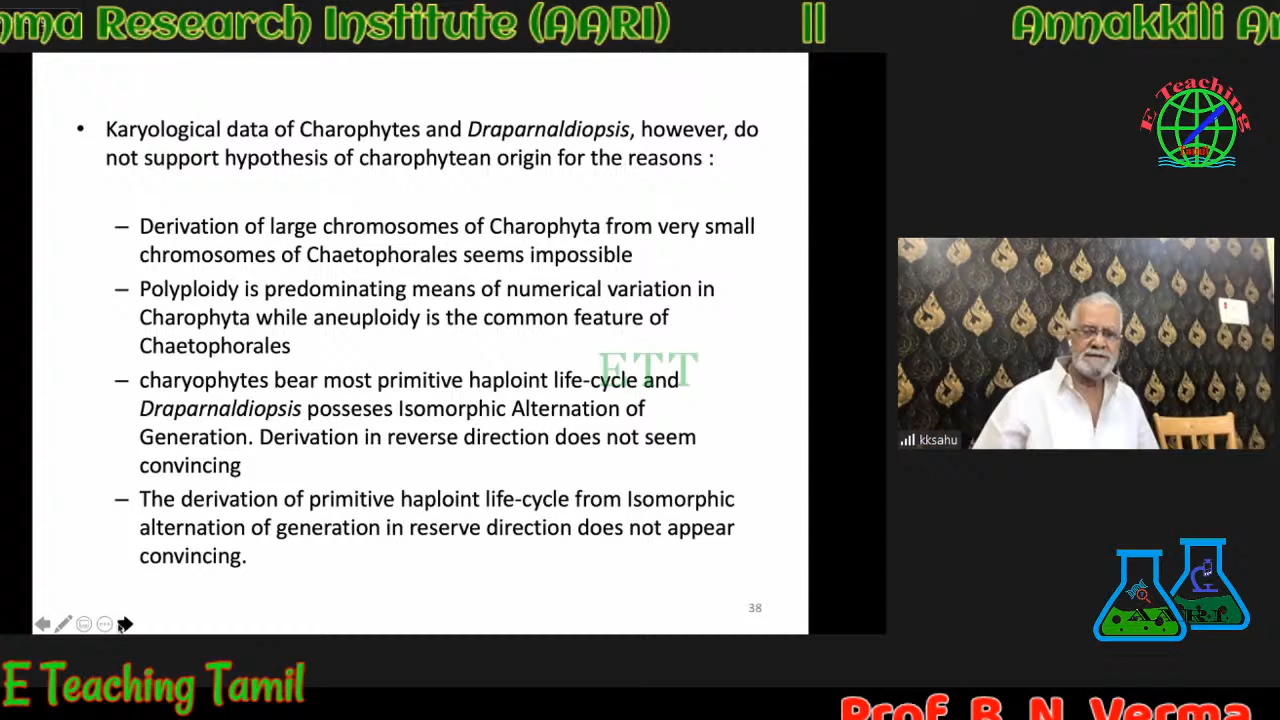 mma Research Institute (AARI) || Annakkili A
E Teaching
Tamil
• Karyological data of Charophytes and Draparnaldiopsis, however, do
not support hypothesis of charophytean origin for the reasons :
– Derivation of large chromosomes of Charophyta from very small
chromosomes of Chaetophorales seems impossible
– Polyploidy is predominating means of numerical variation in
Charophyta while aneuploidy is the common feature of
Chaetophorales
ETT
– charyophytes bear most primitive haploint life-cycle and
Draparnaldiopsis posseses Isomorphic Alternation of
Generation. Derivation in reverse direction does not seem
convincing
– The derivation of primitive haploint life-cycle from Isomorphic
alternation of generation in reserve direction does not appear
convincing.
38
kksahu
AARI
E Teaching Tamil
Prof. B. N. Verma